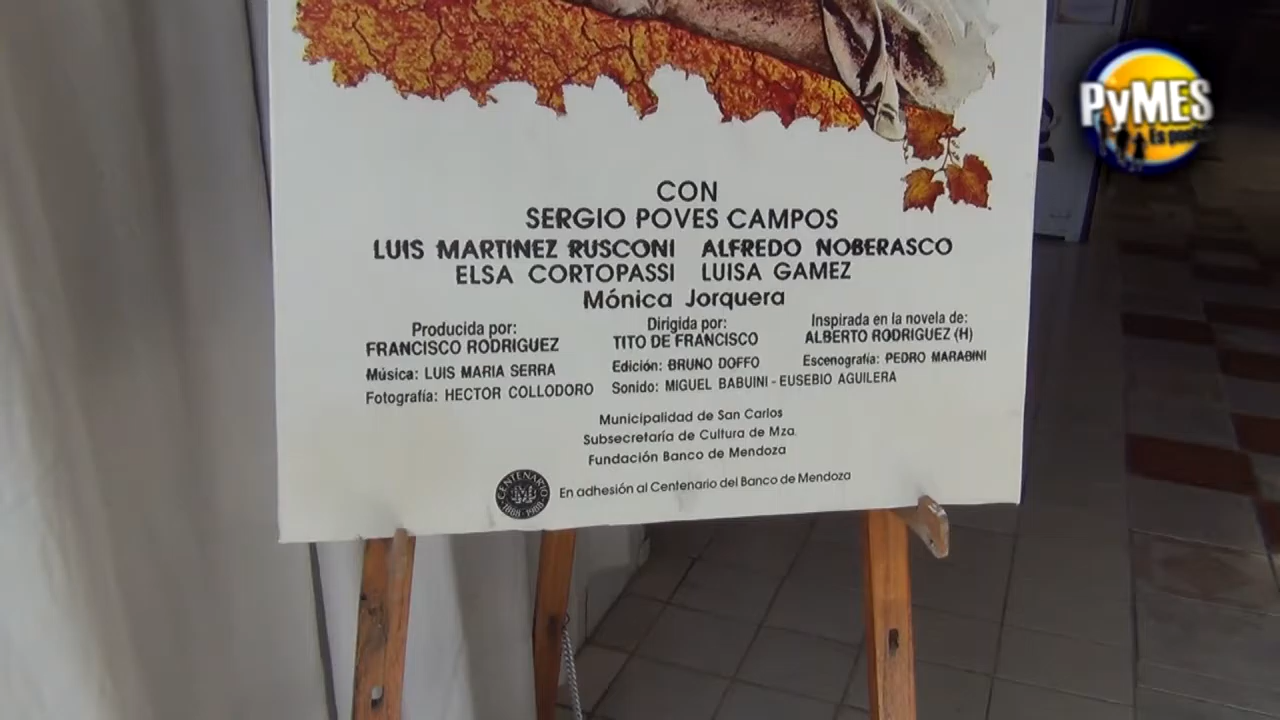 PyMES
CON
SERGIO POVES CAMPOS
LUIS MARTINEZ RUSCONI ALFREDO NOBERASCO
ELSA CORTOPASSI LUISA GAMEZ
Mónica Jorquera
Producida por:
FRANCISCO RODRIGUEZ
Dirigida por:
TITO DE FRANCISCO
Inspirada en la novela de:
ALBERTO RODRIGUEZ (H)
Música: LUIS MARIA SERRA
Edición: BRUNO DOFFO
Escenografía: PEDRO MARABINI
Fotografía: HECTOR COLLODORO
Sonido: MIGUEL BABUINI - EUSEBIO AGUILERA
Municipalidad de San Carlos
Subsecretaría de Cultura de Mza.
Fundación Banco de Mendoza
CENTENARIO
1888-1988
En adhesión al Centenario del Banco de Mendoza